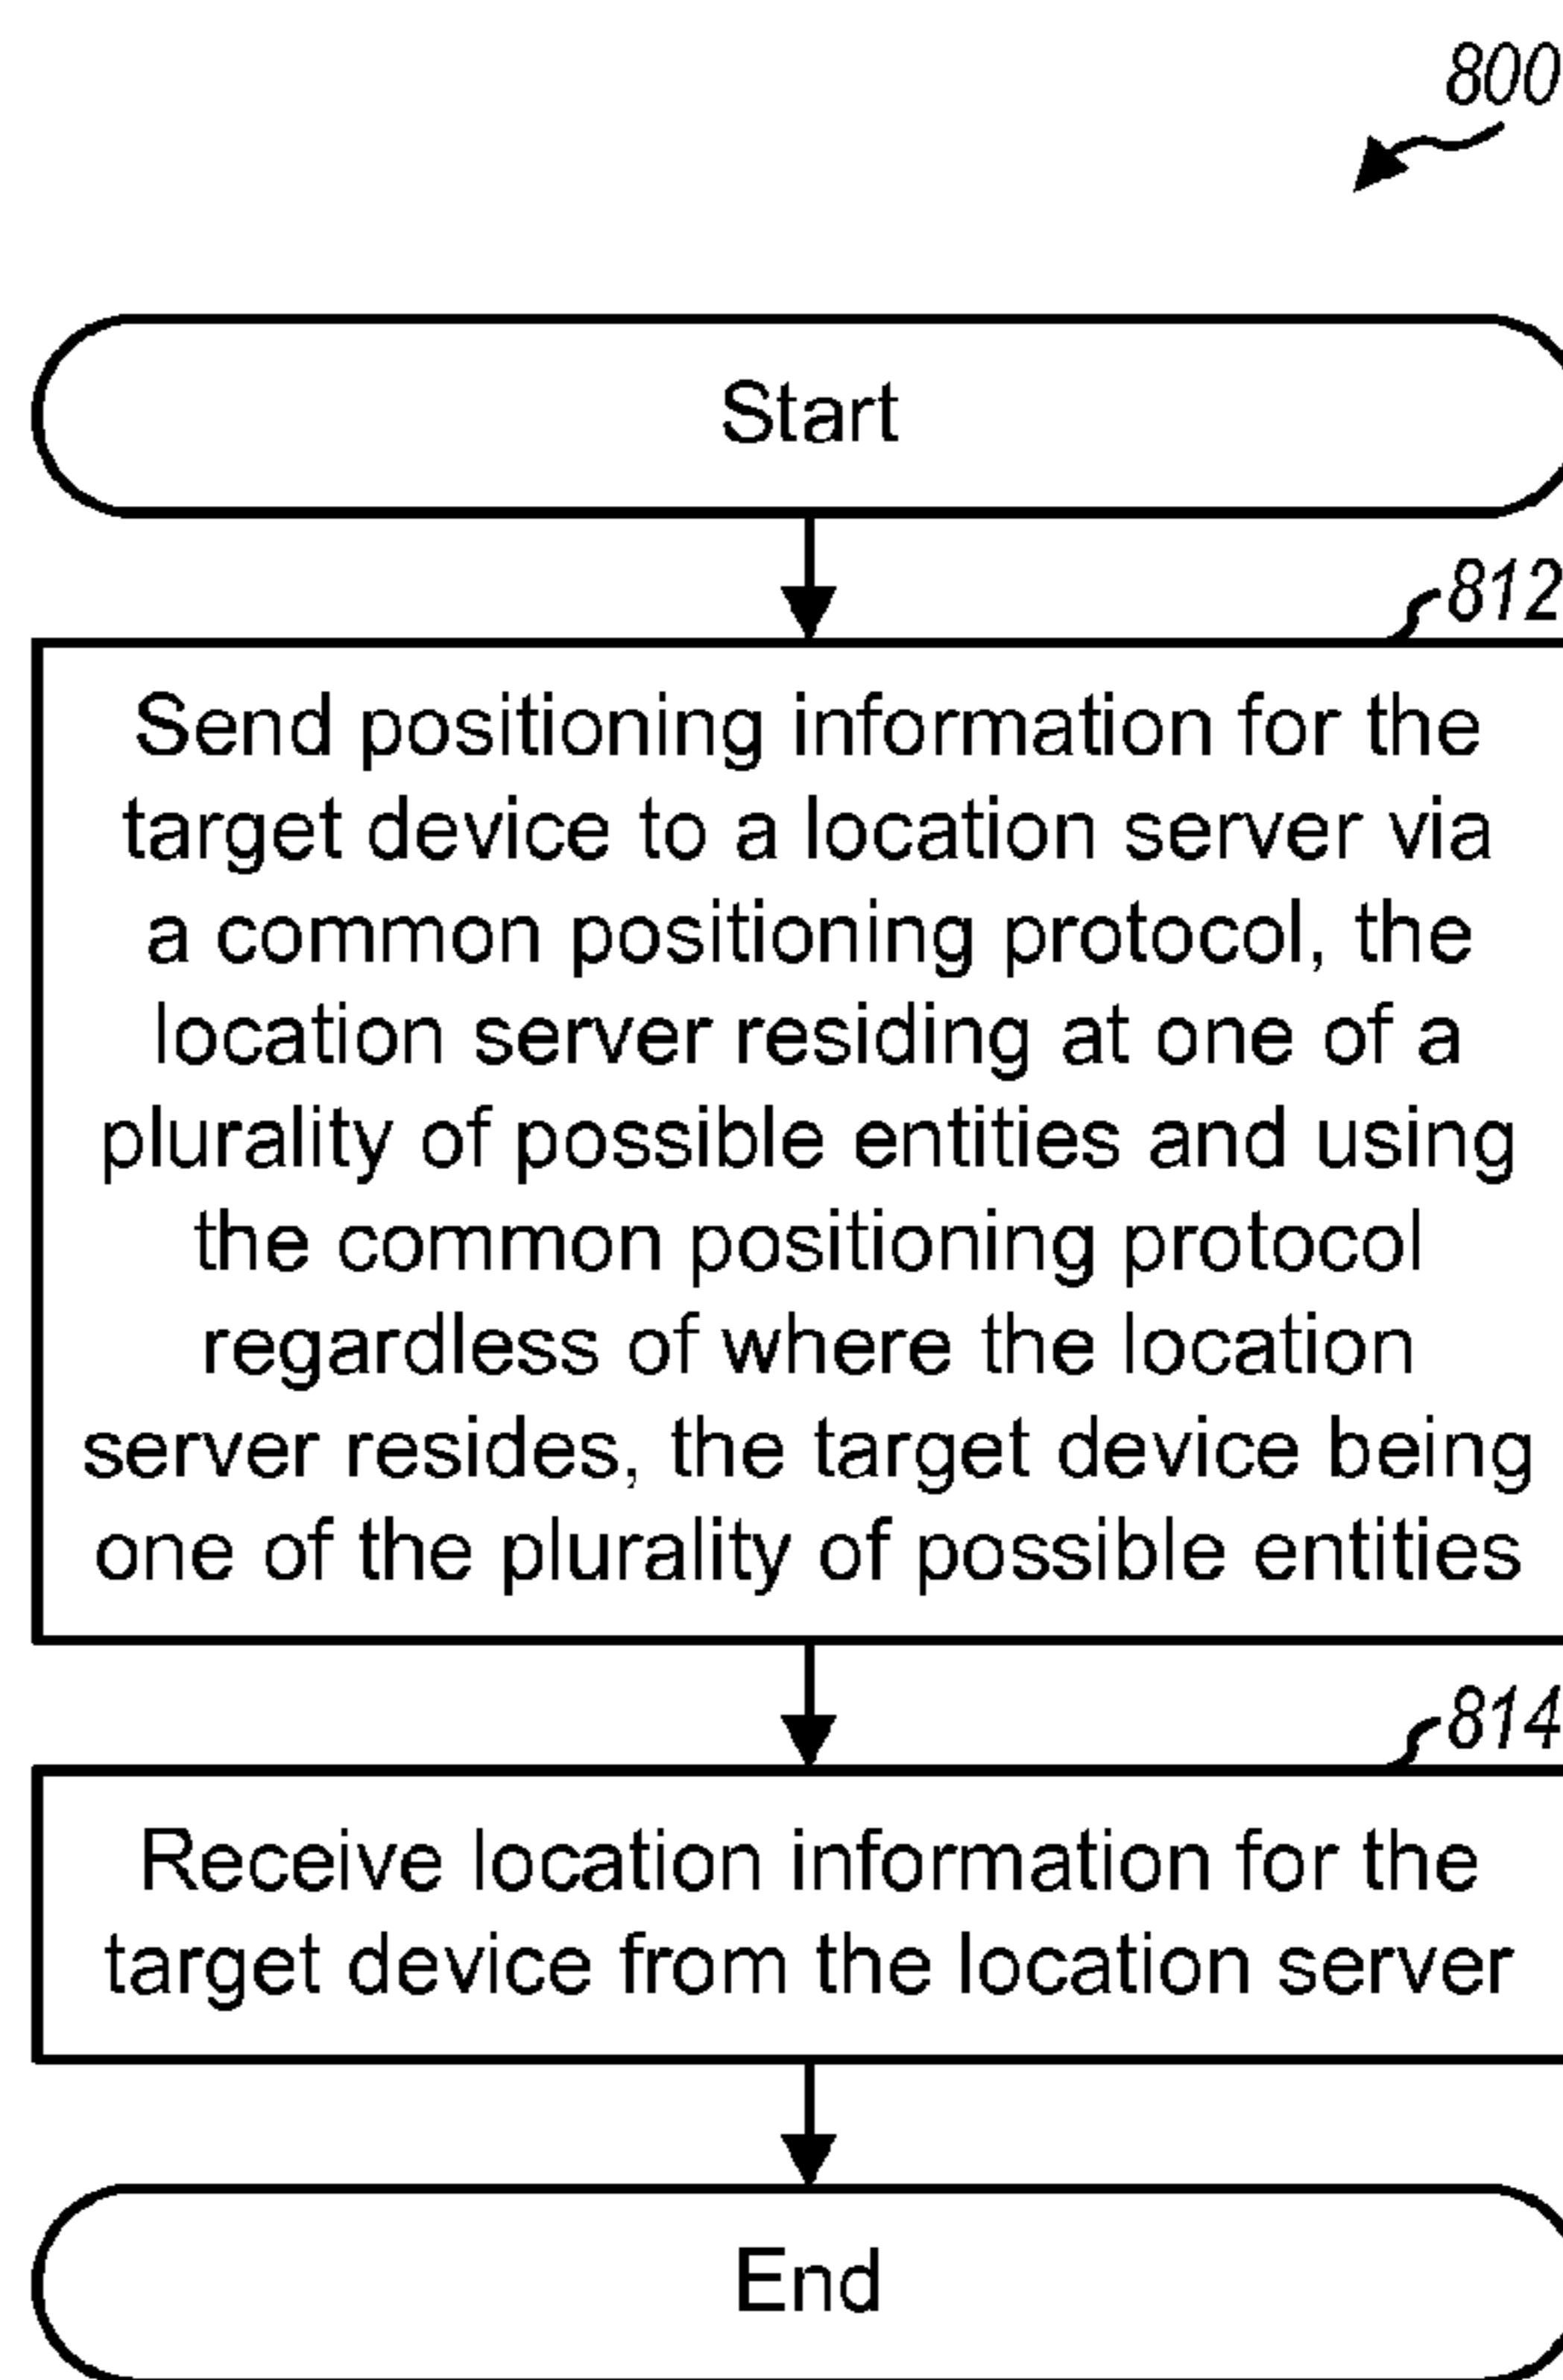 800
Start
812
Send positioning information for the
target device to a location server via
a common positioning protocol, the
location server residing at one of a
plurality of possible entities and using
the common positioning protocol
regardless of where the location
server resides, the target device being
one of the plurality of possible entities
814
Receive location information for the
target device from the location server
End